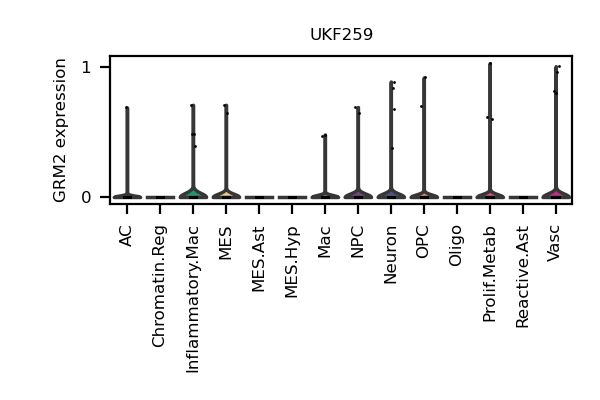 UKF259
GRM2 expression
1
0
AC
Chromatin.Reg
Inflammatory.Mac
MES
MES.Ast
MES.Hyp
Mac
NPC
Neuron
OPC
Oligo
Prolif.Metab
Reactive.Ast
Vasc